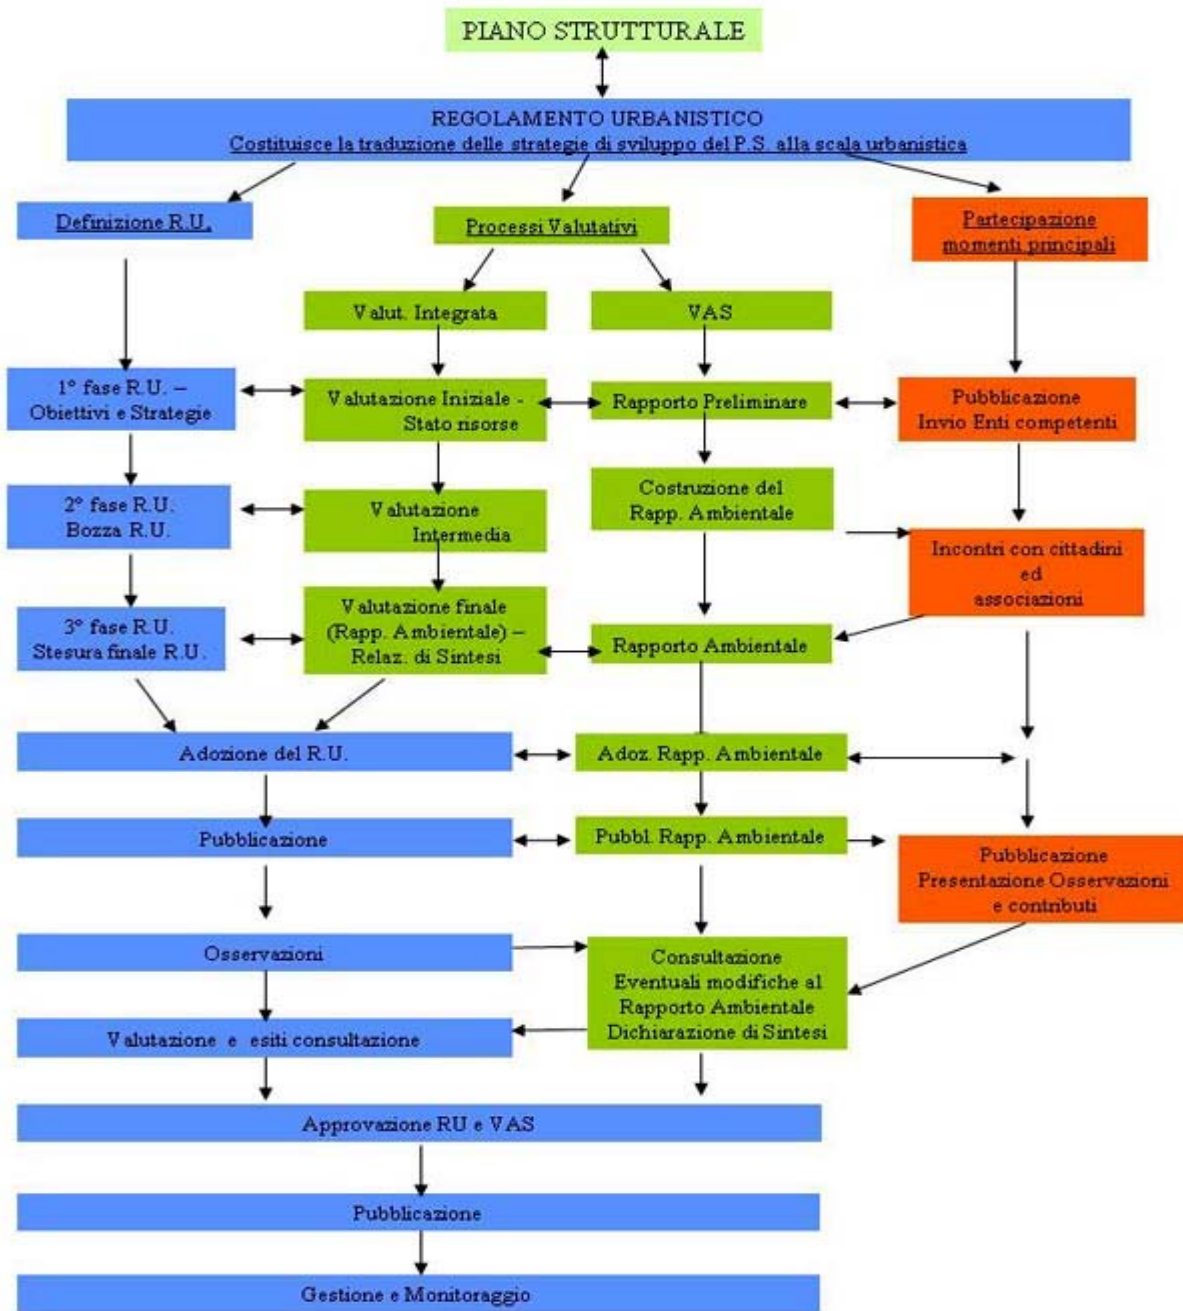 PIANO STRUTTURALE
REGOLAMENTO URBANISTICO
Costituisce la traduzione delle strategie di sviluppo del P.S. alla scala urbanistica
Definizione R.U.
Processi Valutativi
Partecipazione
momenti principali
Valut. Integrata
VAS
1° fase R.U. –
Obiettivi e Strategie
Valutazione Iniziale -
Stato risorse
Rapporto Preliminare
Pubblicazione
Invio Enti competenti
2° fase R.U.
Bozza R.U.
Valutazione
Intermedia
Costruzione del
Rapp. Ambientale
Incontri con cittadini
ed
associazioni
3° fase R.U.
Stesura finale R.U.
Valutazione finale
(Rapp. Ambientale) –
Relaz. di Sintesi
Rapporto Ambientale
Adozione del R.U.
Adoz. Rapp. Ambientale
Pubblicazione
Pubbl. Rapp. Ambientale
Pubblicazione
Presentazione Osservazioni
e contributi
Osservazioni
Consultazione
Eventuali modifiche al
Rapporto Ambientale
Dichiarazione di Sintesi
Valutazione e esiti consultazione
Approvazione RU e VAS
Pubblicazione
Gestione e Monitoraggio